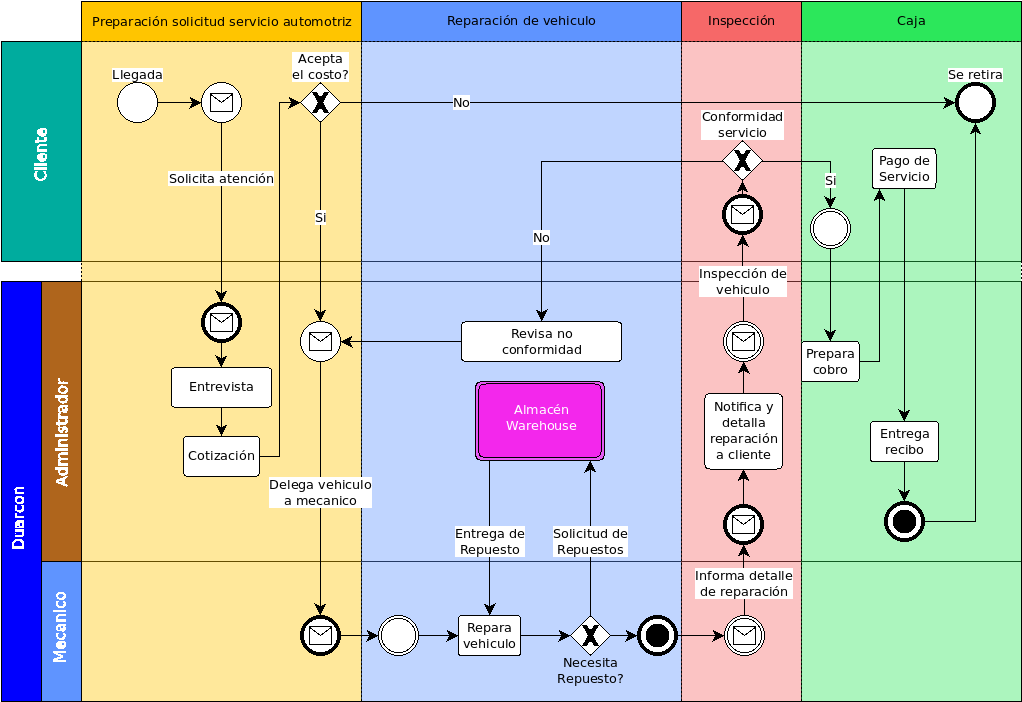 Preparación solicitud servicio automotriz
Reparación de vehiculo
Inspección
Caja
Cliente
Llegada
Acepta
el costo?
Se retira
No
Conformidad
servicio
Pago de
Servicio
Solicita atención
Si
Si
No
Inspección de
vehiculo
Duarcon
Administrador
Revisa no
conformidad
Prepara
cobro
Entrevista
Almacén
Warehouse
Notifica y
detalla
reparación
a cliente
Cotización
Entrega
recibo
Delega vehiculo
a mecanico
Entrega de
Repuesto
Solicitud de
Repuestos
Mecanico
Informa detalle
de reparación
Repara
vehiculo
Necesita
Repuesto?